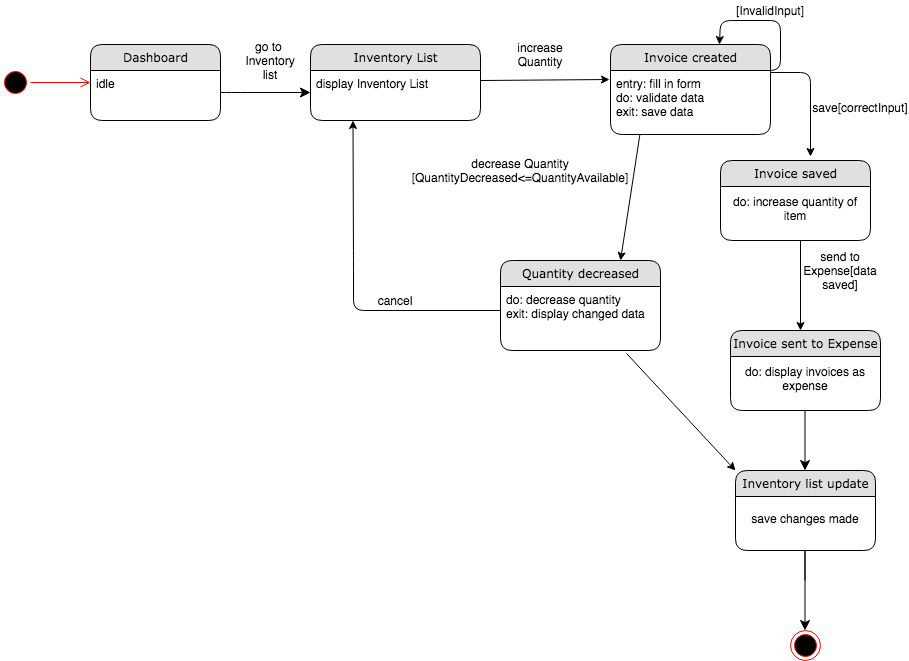 [InvalidInput]
Dashboard
idle
go to
Inventory
list
Inventory List
display Inventory List
increase
Quantity
Invoice created
entry: fill in form
do: validate data
exit: save data
save[correctInput]
decrease Quantity
[QuantityDecreased<=QuantityAvailable]
Invoice saved
do: increase quantity of
item
send to
Expense[data
saved]
Quantity decreased
do: decrease quantity
exit: display changed data
cancel
Invoice sent to Expense
do: display invoices as
expense
Inventory list update
save changes made